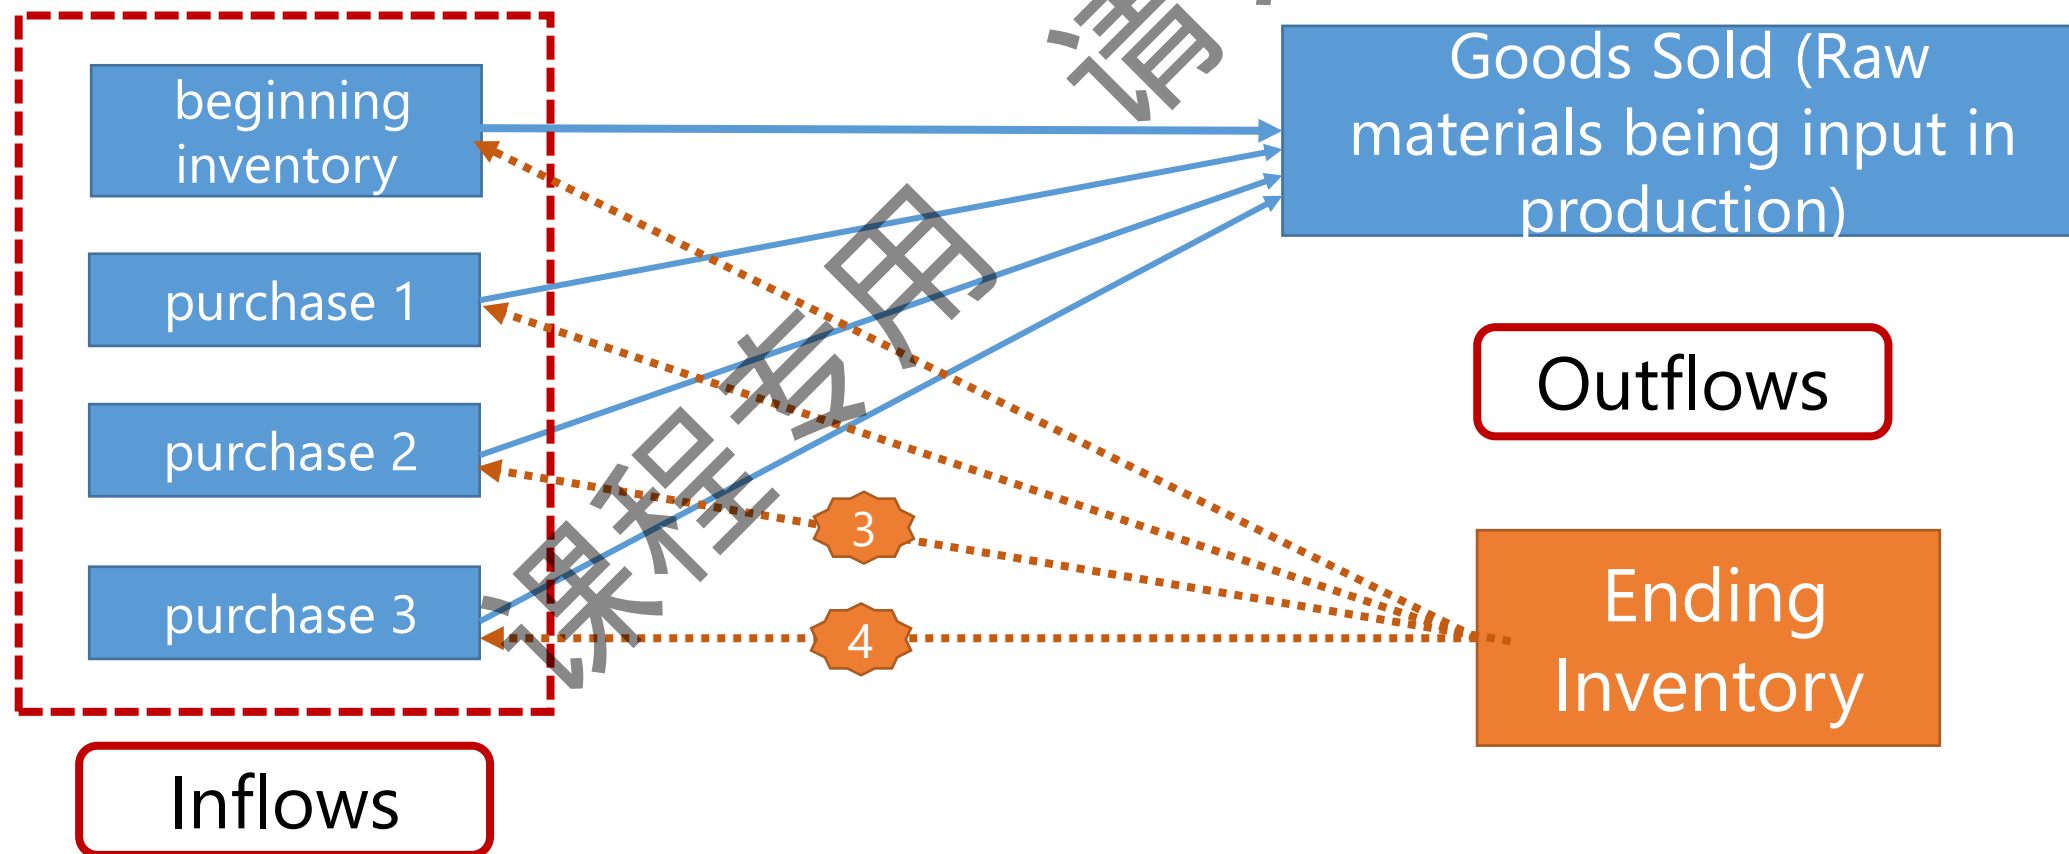 beginning
inventory
purchase 1
purchase 2
purchase 3
Inflows
Goods Sold (Raw
materials being input in
production)
Outflows
3
4
Ending
Inventory
请
课程专用